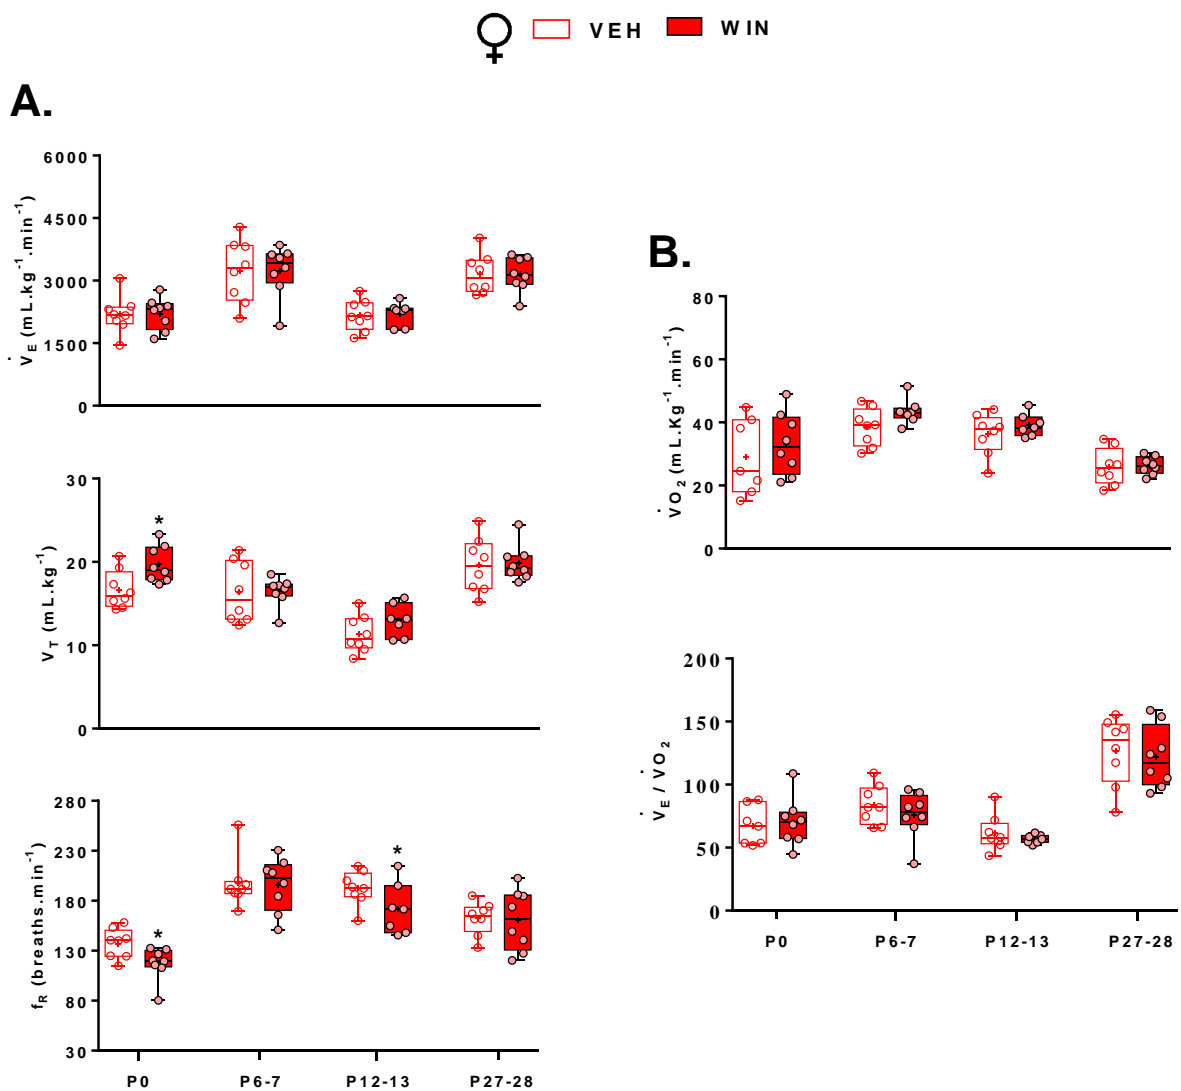 ♀ VEH WIN
A.
V̇E (mL.kg⁻¹.min⁻¹)
6000
4500
3000
1500
0
VT (mL.kg⁻¹)
30
20
10
0
*
fR (breaths.min⁻¹)
280
230
180
130
80
30
*
*
P0 P6-7 P12-13 P27-28
B.
V̇O₂ (mL.Kg⁻¹.min⁻¹)
80
60
40
20
0
V̇E / V̇O₂
200
150
100
50
0
P0 P6-7 P12-13 P27-28